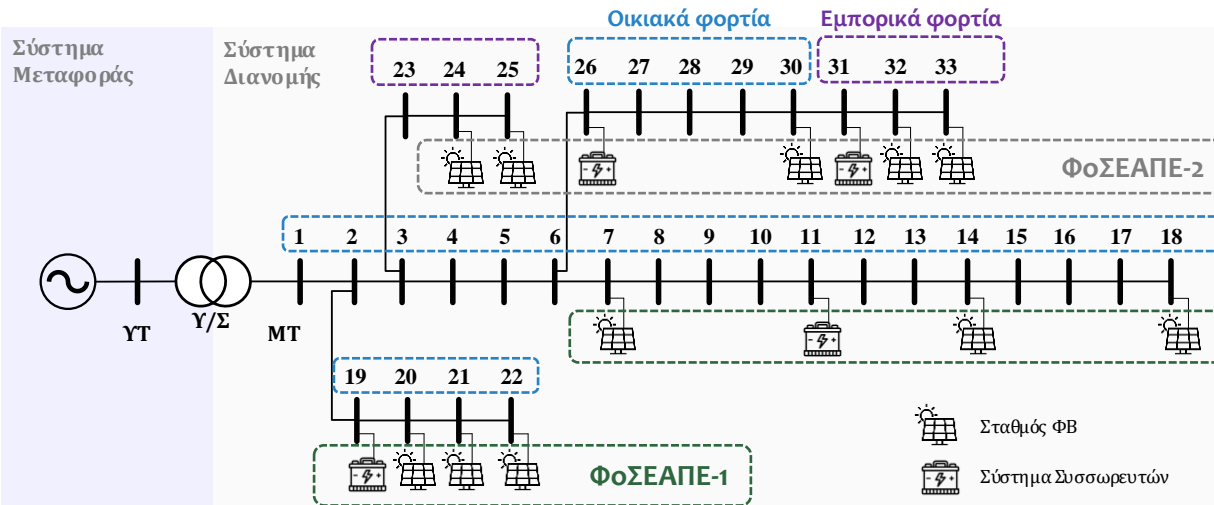 Οικιακά φορτία
Εμπορικά φορτία
Σύστημα
Μεταφοράς
Σύστημα
Διανομής
23 24 25
26 27 28 29 30 31 32 33
ΦοΣΕΑΠΕ-2
1 2 3 4 5 6 7 8 9 10 11 12 13 14 15 16 17 18
ΥΤ
Υ/Σ
ΜΤ
19 20 21 22
ΦοΣΕΑΠΕ-1
Σταθμός ΦΒ
Σύστημα Συσσωρευτών